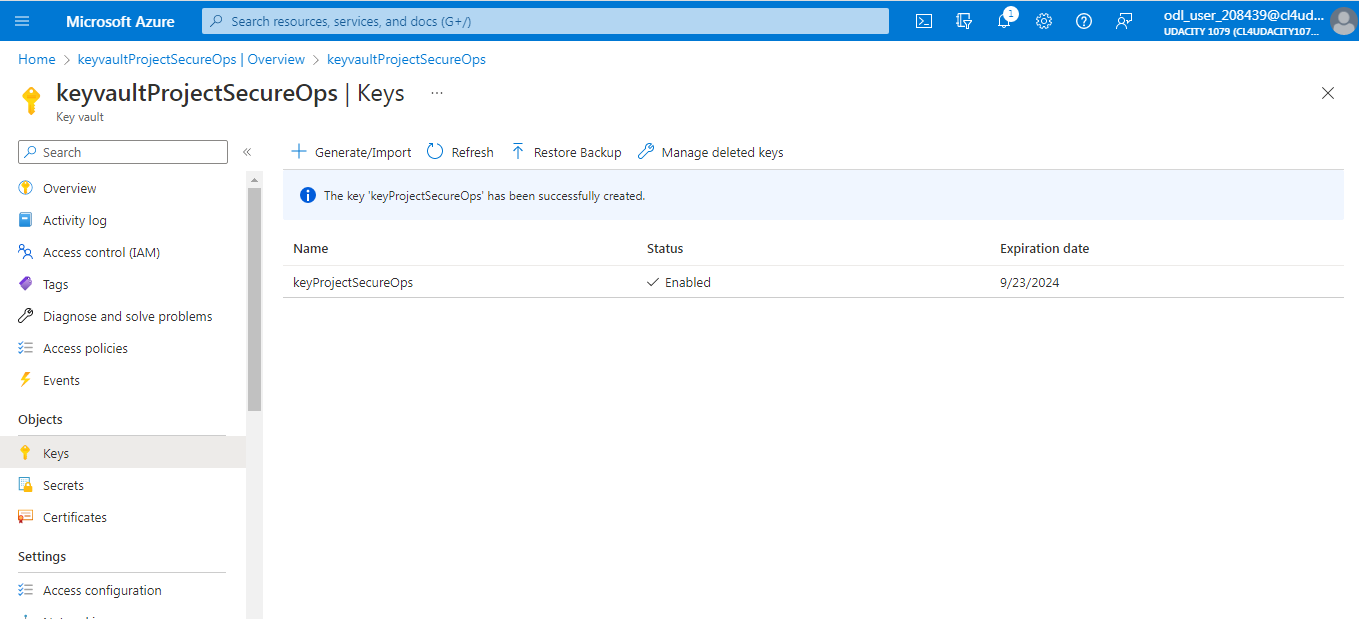 Microsoft Azure
Search resources, services, and docs (G+/)
1
odl_user_208439@cl4ud...
UDACITY 1079 (CL4UDACITY107...
Home > keyvaultProjectSecureOps | Overview > keyvaultProjectSecureOps
keyvaultProjectSecureOps | Keys ...
Key vault
Search
«
Generate/Import
Refresh
Restore Backup
Manage deleted keys
Overview
Activity log
Access control (IAM)
Tags
Diagnose and solve problems
Access policies
Events
Objects
Keys
Secrets
Certificates
Settings
Access configuration
The key 'keyProjectSecureOps' has been successfully created.
Name Status Expiration date
keyProjectSecureOps Enabled 9/23/2024